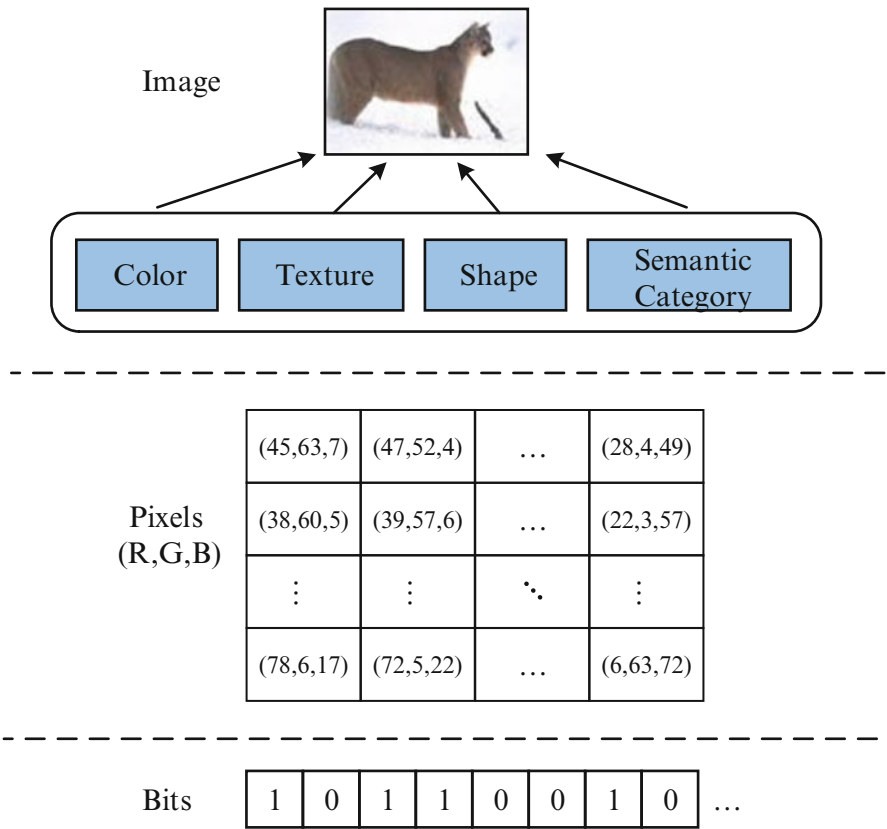 Image
Color Texture Shape Semantic Category
Pixels
(R,G,B)
(45,63,7) (47,52,4) … (28,4,49)
(38,60,5) (39,57,6) … (22,3,57)
⋮ ⋮ ⋱ ⋮
(78,6,17) (72,5,22) … (6,63,72)
Bits 1 0 1 1 0 0 1 0 …